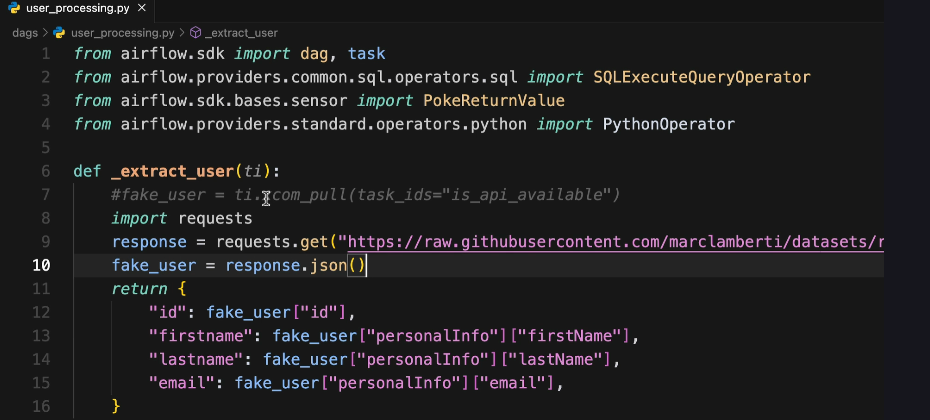 user_processing.py ×
dags > user_processing.py > _extract_user
1 from airflow.sdk import dag, task
2 from airflow.providers.common.sql.operators.sql import SQLExecuteQueryOperator
3 from airflow.sdk.bases.sensor import PokeReturnValue
4 from airflow.providers.standard.operators.python import PythonOperator
5
6 def _extract_user(ti):
7 #fake_user = ti.xcom_pull(task_ids="is_api_available")
8 import requests
9 response = requests.get("https://raw.githubusercontent.com/marclamberti/datasets/r
10 fake_user = response.json()
11 return {
12 "id": fake_user["id"],
13 "firstname": fake_user["personalInfo"]["firstName"],
14 "lastname": fake_user["personalInfo"]["lastName"],
15 "email": fake_user["personalInfo"]["email"],
16 }